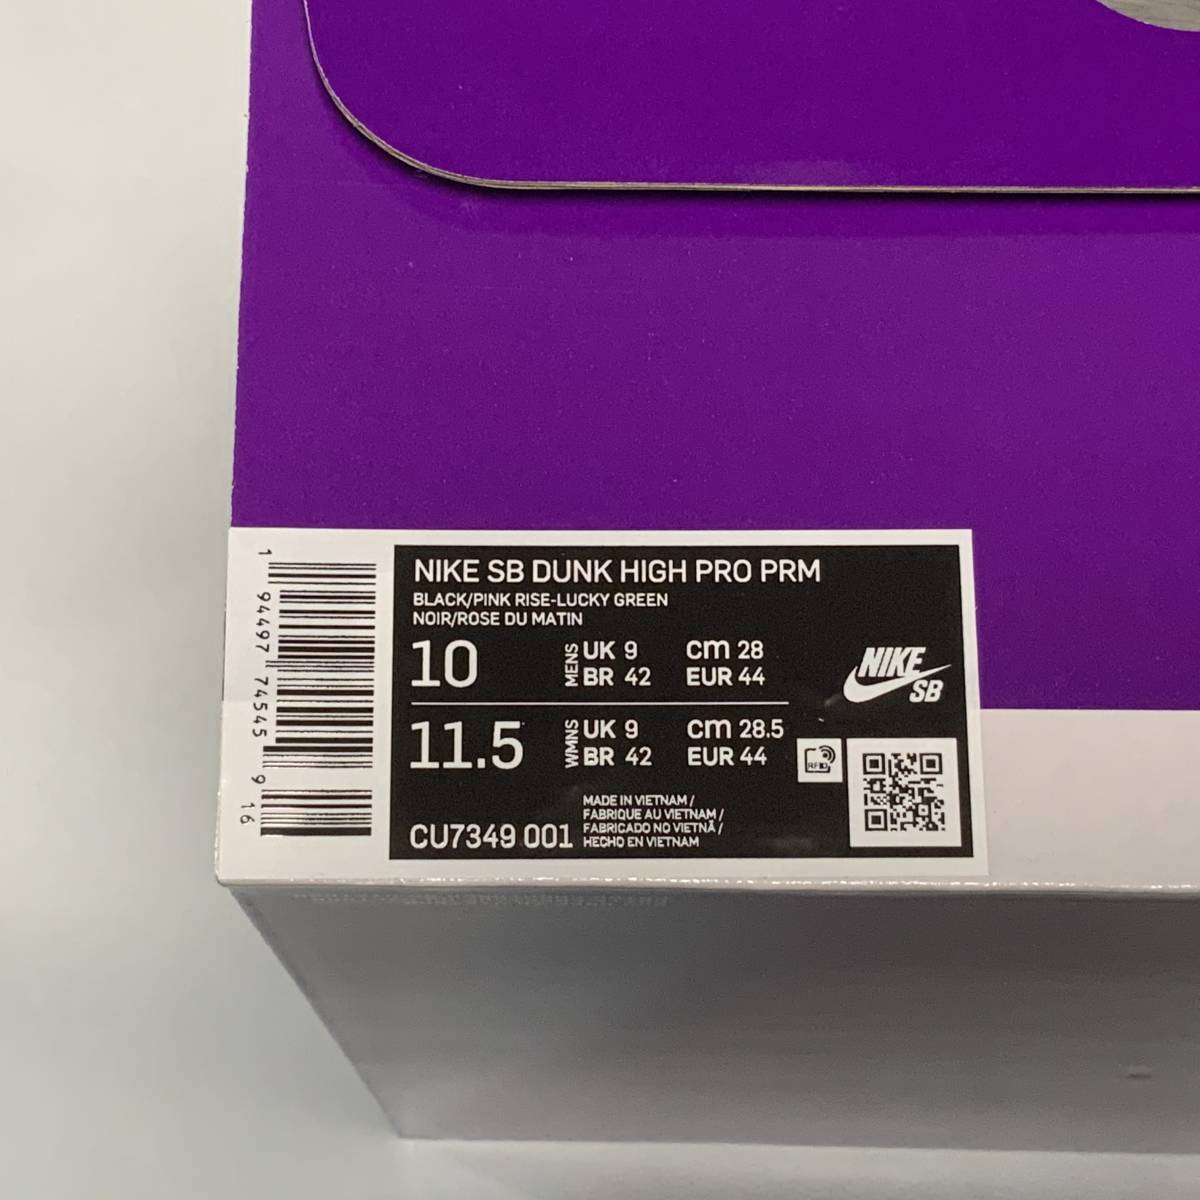 NIKE SB DUNK HIGH PRO PRM
BLACK/PINK RISE-LUCKY GREEN
NOIR/ROSE DU MATIN
10 MENS UK 9 cm 28
BR 42 EUR 44
11.5 WMNS UK 9 cm 28.5
BR 42 EUR 44
NIKE
SB
RFID
MADE IN VIETNAM /
FABRIQUE AU VIETNAM /
FABRICADO NO VIETNÃ /
HECHO EN VIETNAM
CU7349 001
1 94497 74545 9 16